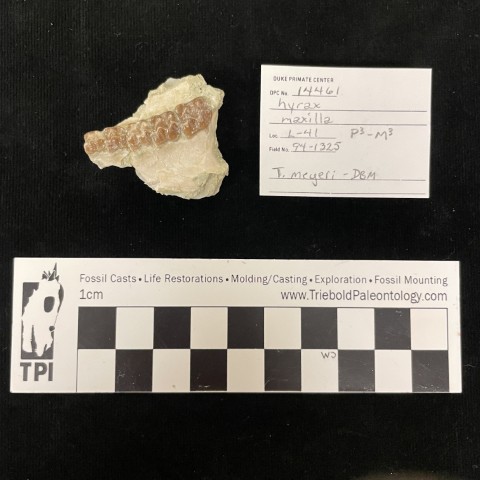 DUKE PRIMATE CENTER
DPC No. 14461
hyrax
maxilla
Loc. L-41 P³-M³
Field No. 94-1325
T. meyeri - DBM
Fossil Casts • Life Restorations • Molding/Casting • Exploration • Fossil Mounting
1cm www.TrieboldPaleontology.com
CM
TPI